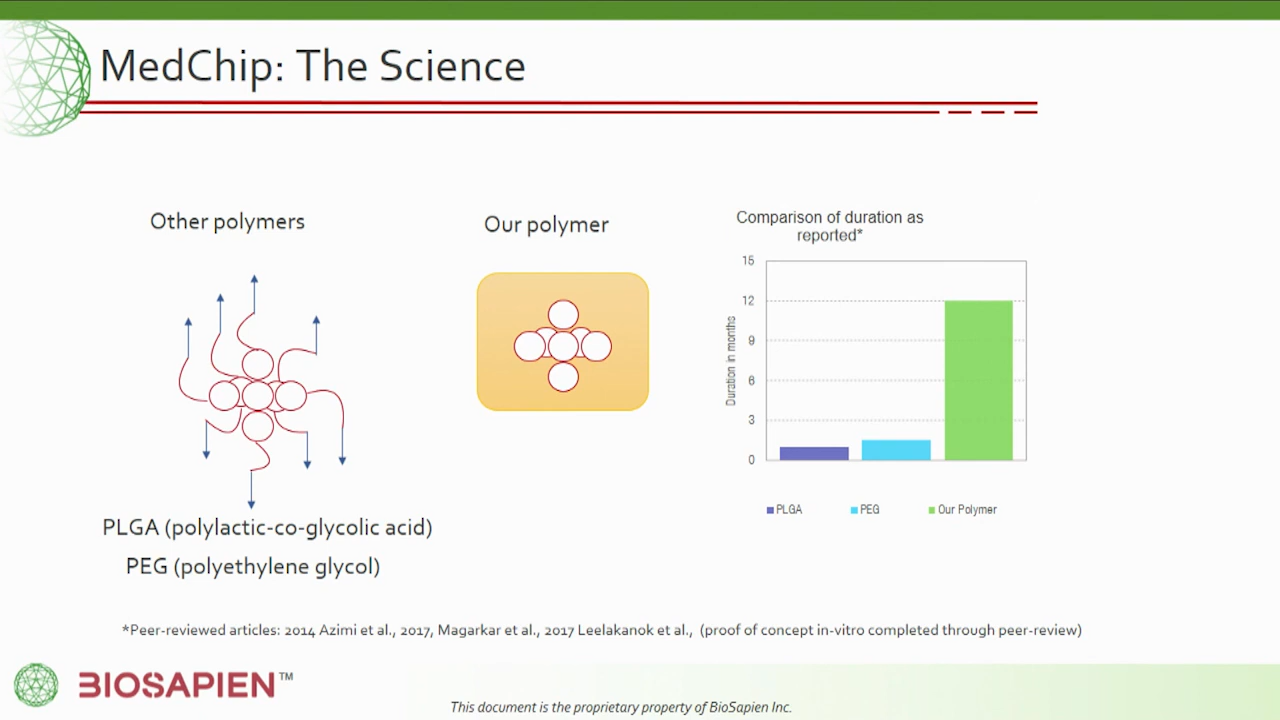 MedChip: The Science
Other polymers
Our polymer
Comparison of duration as
reported*
15
12
9
6
3
0
Duration in months
PLGA
PEG
Our Polymer
PLGA (polylactic-co-glycolic acid)
PEG (polyethylene glycol)
*Peer-reviewed articles: 2014 Azimi et al., 2017, Magarkar et al., 2017 Leelakanok et al., (proof of concept in-vitro completed through peer-review)
BIOSAPIEN™
This document is the proprietary property of BioSapien Inc.